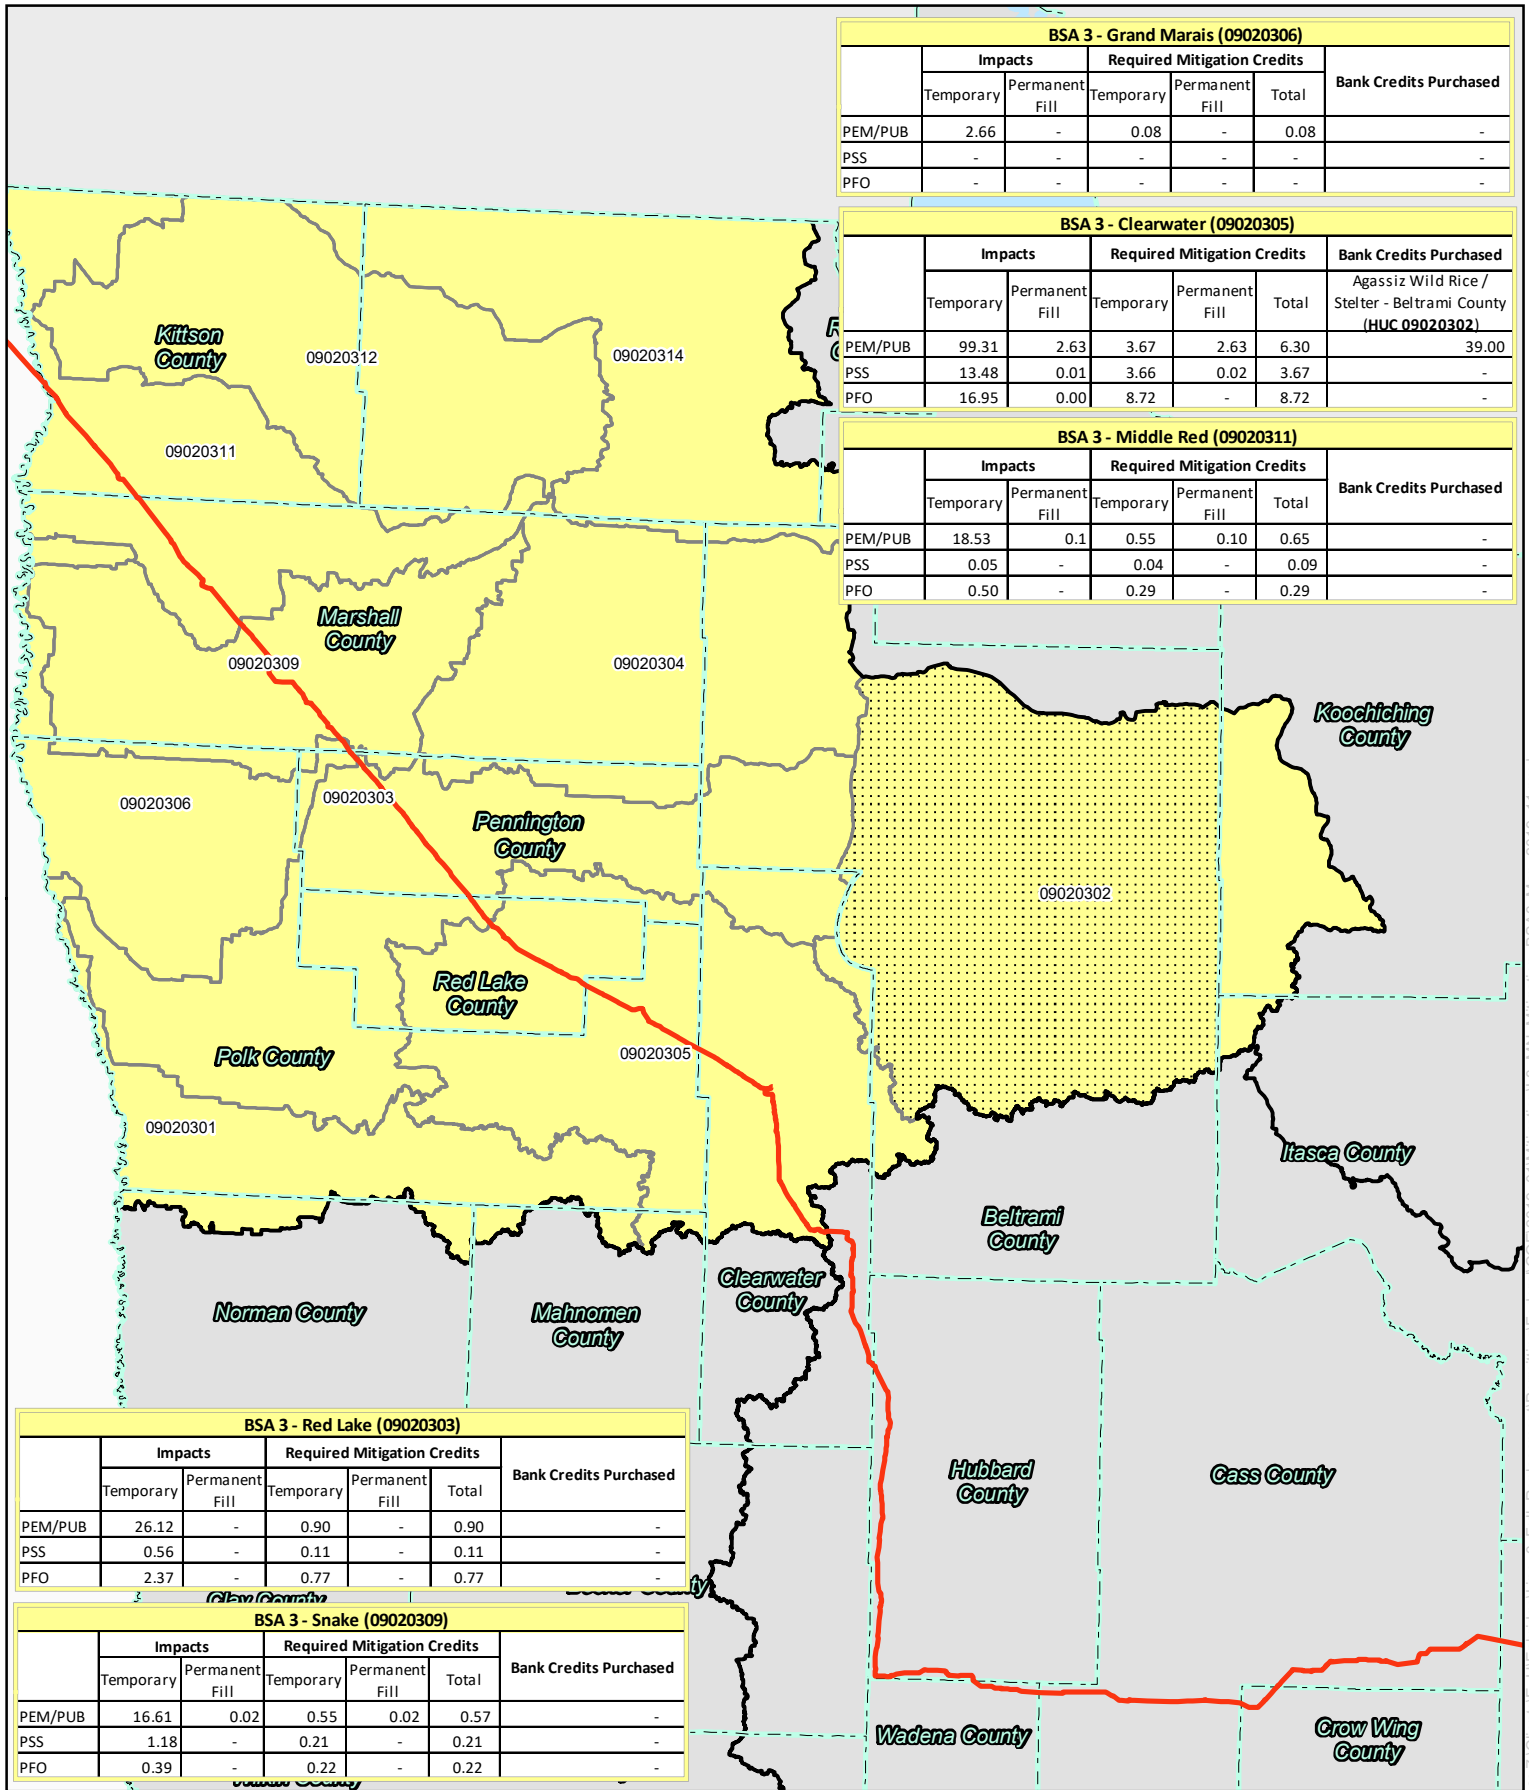 BSA 3 - Grand Marais (09020306)
Impacts Required Mitigation Credits Bank Credits Purchased
Temporary Permanent Fill Temporary Permanent Fill Total
PEM/PUB 2.66 - 0.08 - 0.08 -
PSS - - - - - -
PFO - - - - - -
BSA 3 - Clearwater (09020305)
Impacts Required Mitigation Credits Bank Credits Purchased
Temporary Permanent Fill Temporary Permanent Fill Total Agassiz Wild Rice / Stelter - Beltrami County (HUC 09020302)
PEM/PUB 99.31 2.63 3.67 2.63 6.30 39.00
PSS 13.48 0.01 3.66 0.02 3.67 -
PFO 16.95 0.00 8.72 - 8.72 -
BSA 3 - Middle Red (09020311)
Impacts Required Mitigation Credits Bank Credits Purchased
Temporary Permanent Fill Temporary Permanent Fill Total
PEM/PUB 18.53 0.1 0.55 0.10 0.65 -
PSS 0.05 - 0.04 - 0.09 -
PFO 0.50 - 0.29 - 0.29 -
Kittson
County
09020312
09020314
09020311
Marshall
County
09020309
09020304
Koochiching
County
09020306
09020303
Pennington
County
09020302
Red Lake
County
Polk County
09020305
09020301
Itasca County
Beltrami
County
Clearwater
County
Norman County
Mahnomen
County
Hubbard
County
Cass County
BSA 3 - Red Lake (09020303)
Impacts Required Mitigation Credits Bank Credits Purchased
Temporary Permanent Fill Temporary Permanent Fill Total
PEM/PUB 26.12 - 0.90 - 0.90 -
PSS 0.56 - 0.11 - 0.11 -
PFO 2.37 - 0.77 - 0.77 -
Clay County
County
BSA 3 - Snake (09020309)
Impacts Required Mitigation Credits Bank Credits Purchased
Temporary Permanent Fill Temporary Permanent Fill Total
PEM/PUB 16.61 0.02 0.55 0.02 0.57 -
PSS 1.18 - 0.21 - 0.21 -
PFO 0.39 - 0.22 - 0.22 -
Wadena County
Crow Wing
County
County